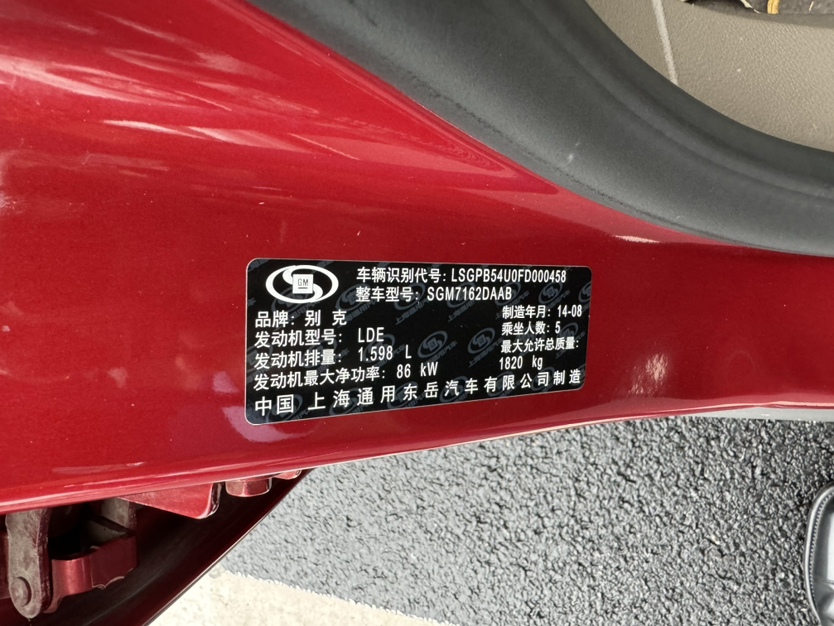 GM
车辆识别代号: LSGPB54U0FD000458
整车型号: SGM7162DAAB
品牌: 别 克
制造年月: 14-08
发动机型号: LDE
乘坐人数: 5
发动机排量: 1.598 L
最大允许总质量:
1820 kg
发动机最大净功率: 86 kW
中国 上海通用东岳汽车有限公司制造